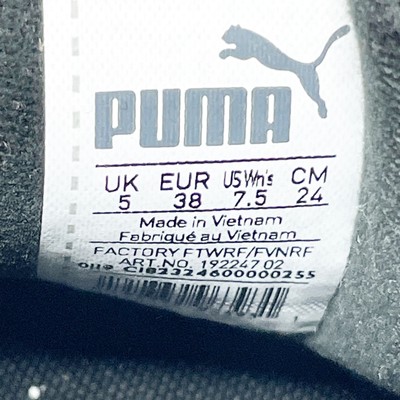 PUMA
UK EUR US Wn's CM
5 38 7.5 24
Made in Vietnam
Fabriqué au Vietnam
FACTORY FTWRF/FVNRF
ART.NO. 192247 02
0119 CI82324600000255